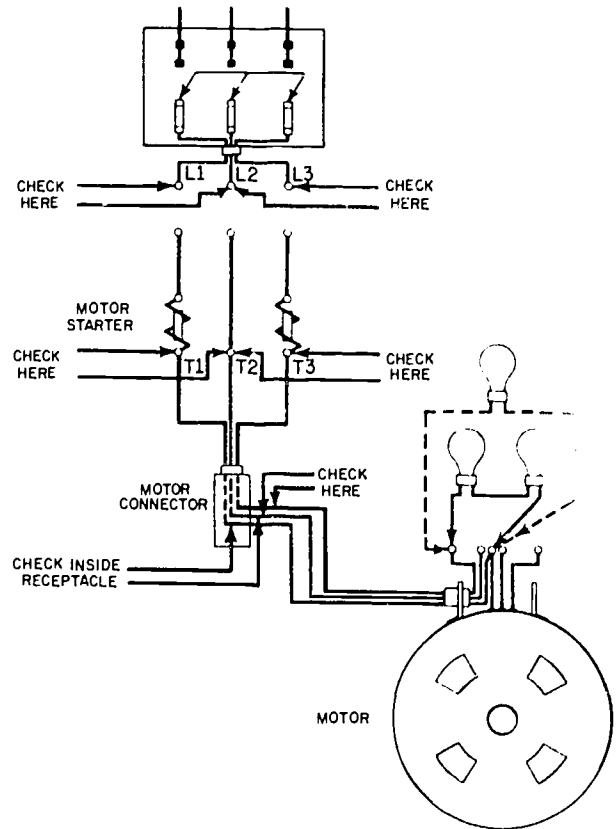 L1 L2 L3
CHECK
HERE
CHECK
HERE
MOTOR
STARTER
CHECK
HERE
T1 T2 T3
CHECK
HERE
MOTOR
CONNECTOR
CHECK
HERE
CHECK INSIDE
RECEPTACLE
MOTOR